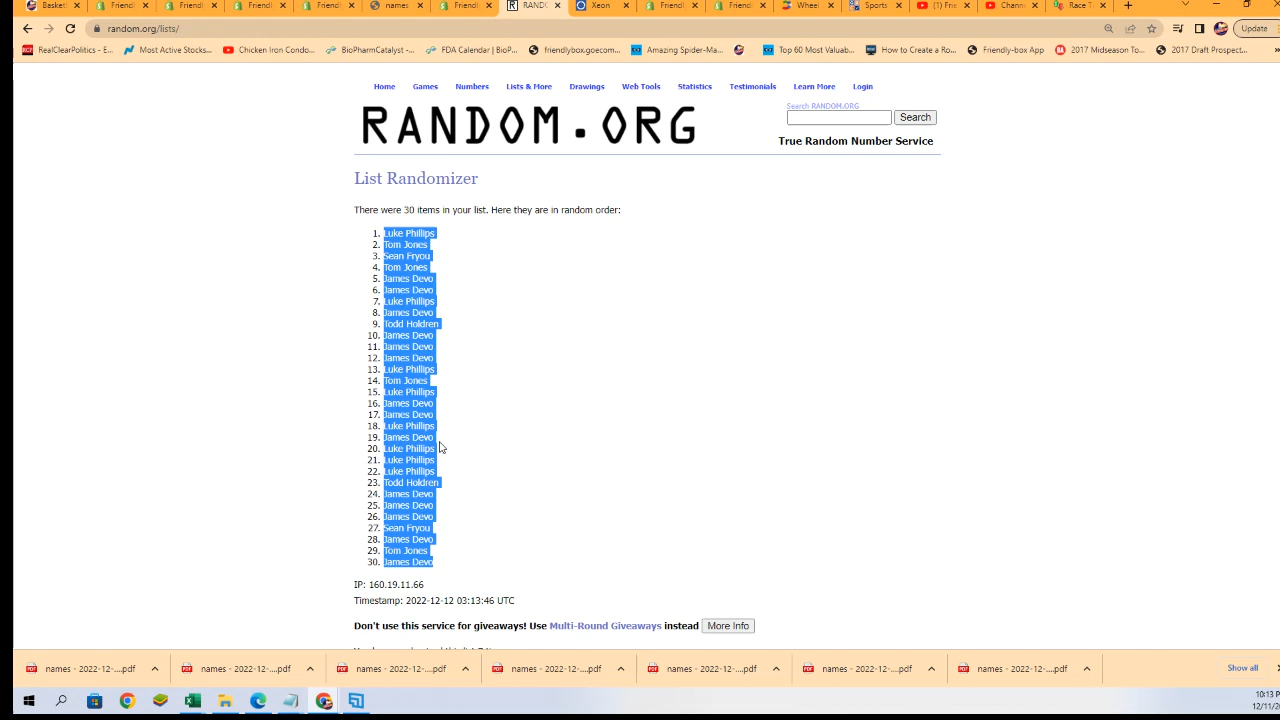 Basket
Friendl
Friendl
Friendl
Friendl
names
Friendl
RAND
Xeon
Friendl
Friendl
Wheel
Sports
(1) Frie
Chann
Race T
random.org/lists/
Update
RealClearPolitics - E...
Most Active Stocks...
Chicken Iron Condo...
BioPharmCatalyst -...
FDA Calendar | BioP...
friendlybox.goecom...
Amazing Spider-Ma...
Top 60 Most Valuab...
How to Create a Ro...
Friendly-box App
2017 Midseason To...
2017 Draft Prospect...
Home Games Numbers Lists & More Drawings Web Tools Statistics Testimonials Learn More Login
RANDOM.ORG
Search RANDOM.ORG
Search
True Random Number Service
List Randomizer
There were 30 items in your list. Here they are in random order:
1. Luke Phillips
2. Tom Jones
3. Sean Fryou
4. Tom Jones
5. James Devo
6. James Devo
7. Luke Phillips
8. James Devo
9. Todd Holdren
10. James Devo
11. James Devo
12. James Devo
13. Luke Phillips
14. Tom Jones
15. Luke Phillips
16. James Devo
17. James Devo
18. Luke Phillips
19. James Devo
20. Luke Phillips
21. Luke Phillips
22. Luke Phillips
23. Todd Holdren
24. James Devo
25. James Devo
26. James Devo
27. Sean Fryou
28. James Devo
29. Tom Jones
30. James Devo
IP: 160.19.11.66
Timestamp: 2022-12-12 03:13:46 UTC
Don't use this service for giveaways! Use Multi-Round Giveaways instead More Info
names - 2022-12-....pdf
names - 2022-12-....pdf
names - 2022-12-....pdf
names - 2022-12-....pdf
names - 2022-12-....pdf
names - 2022-12-....pdf
names - 2022-12-....pdf
Show all
10:13 PM
12/11/20